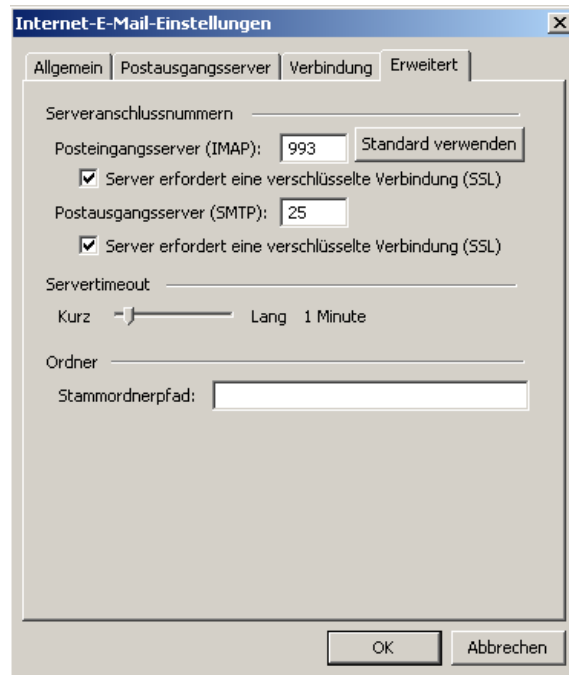 Internet-E-Mail-Einstellungen
Allgemein Postausgangsserver Verbindung Erweitert
Serveranschlussnummern
Posteingangsserver (IMAP): 993 Standard verwenden
Server erfordert eine verschlüsselte Verbindung (SSL)
Postausgangsserver (SMTP): 25
Server erfordert eine verschlüsselte Verbindung (SSL)
Servertimeout
Kurz Lang 1 Minute
Ordner
Stammordnerpfad:
OK Abbrechen